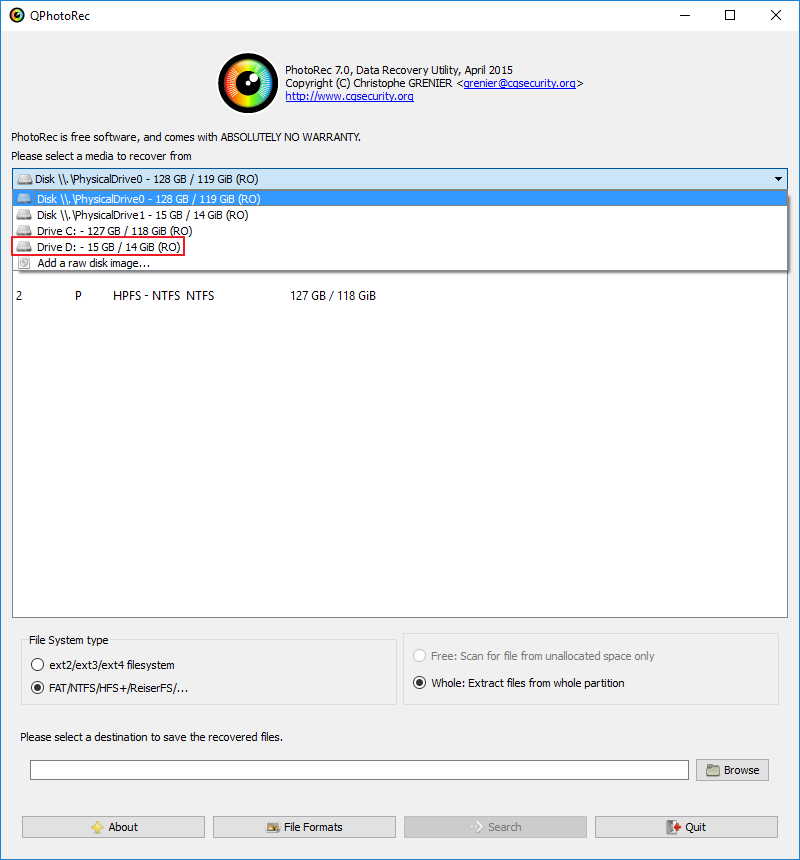 QPhotoRec
PhotoRec 7.0, Data Recovery Utility, April 2015
Copyright (C) Christophe GRENIER <grenier@cgsecurity.org>
http://www.cgsecurity.org
PhotoRec is free software, and comes with ABSOLUTELY NO WARRANTY.
Please select a media to recover from
Disk \\.\PhysicalDrive0 - 128 GB / 119 GiB (RO)
Disk \\.\PhysicalDrive0 - 128 GB / 119 GiB (RO)
Disk \\.\PhysicalDrive1 - 15 GB / 14 GiB (RO)
Drive C: - 127 GB / 118 GiB (RO)
Drive D: - 15 GB / 14 GiB (RO)
Add a raw disk image...
2 P HPFS - NTFS NTFS 127 GB / 118 GiB
File System type
ext2/ext3/ext4 filesystem
FAT/NTFS/HFS+/ReiserFS/...
Free: Scan for file from unallocated space only
Whole: Extract files from whole partition
Please select a destination to save the recovered files.
Browse
About File Formats Search Quit